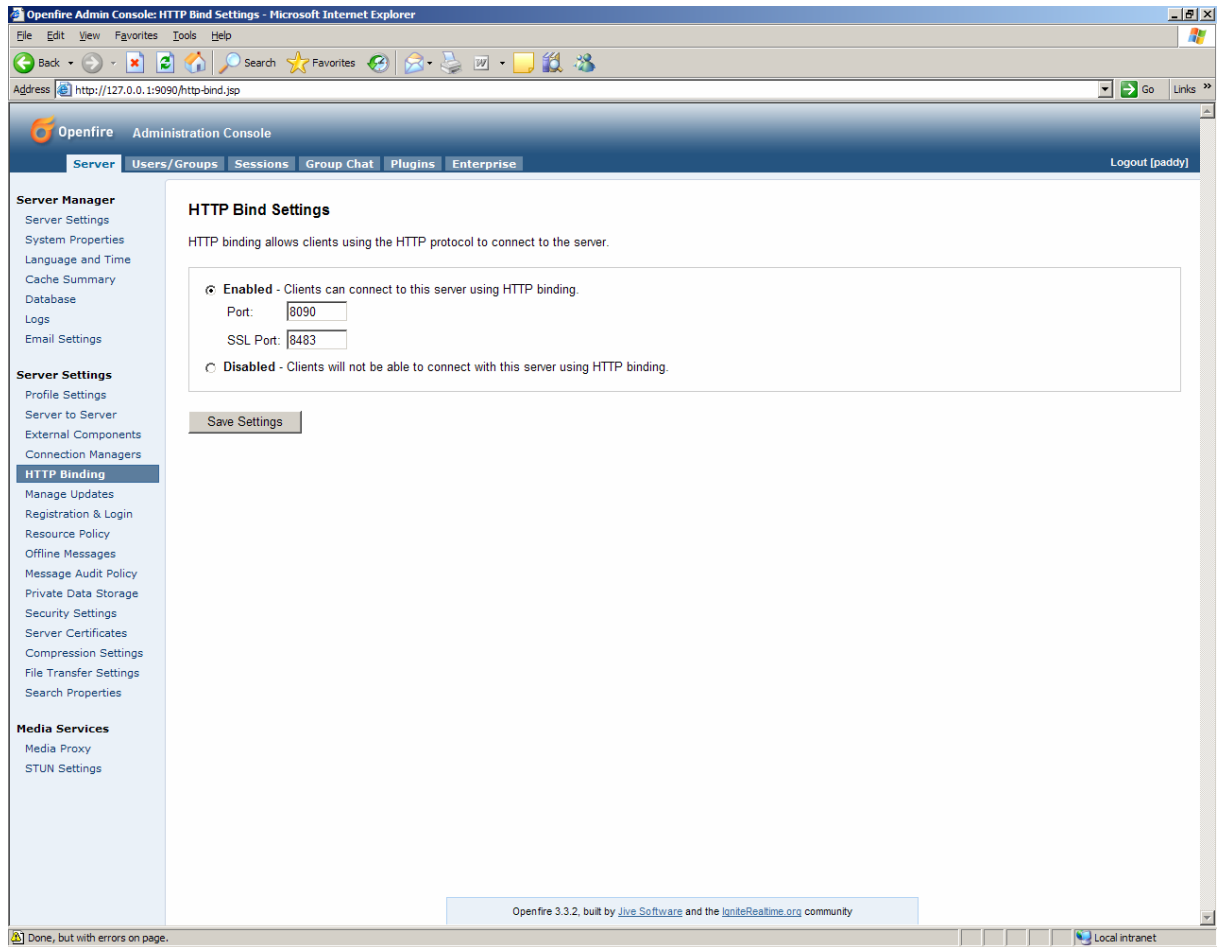 Openfire Admin Console: HTTP Bind Settings - Microsoft Internet Explorer
File Edit View Favorites Tools Help
Back Search Favorites
Address http://127.0.0.1:9090/http-bind.jsp Go Links »
Openfire Administration Console
Server Users/Groups Sessions Group Chat Plugins Enterprise Logout [paddy]
Server Manager
Server Settings
System Properties
Language and Time
Cache Summary
Database
Logs
Email Settings
Server Settings
Profile Settings
Server to Server
External Components
Connection Managers
HTTP Binding
Manage Updates
Registration & Login
Resource Policy
Offline Messages
Message Audit Policy
Private Data Storage
Security Settings
Server Certificates
Compression Settings
File Transfer Settings
Search Properties
Media Services
Media Proxy
STUN Settings
HTTP Bind Settings
HTTP binding allows clients using the HTTP protocol to connect to the server.
Enabled - Clients can connect to this server using HTTP binding.
Port: 8090
SSL Port: 8483
Disabled - Clients will not be able to connect with this server using HTTP binding.
Save Settings
Openfire 3.3.2, built by Jive Software and the IgniteRealtime.org community
Done, but with errors on page. Local intranet